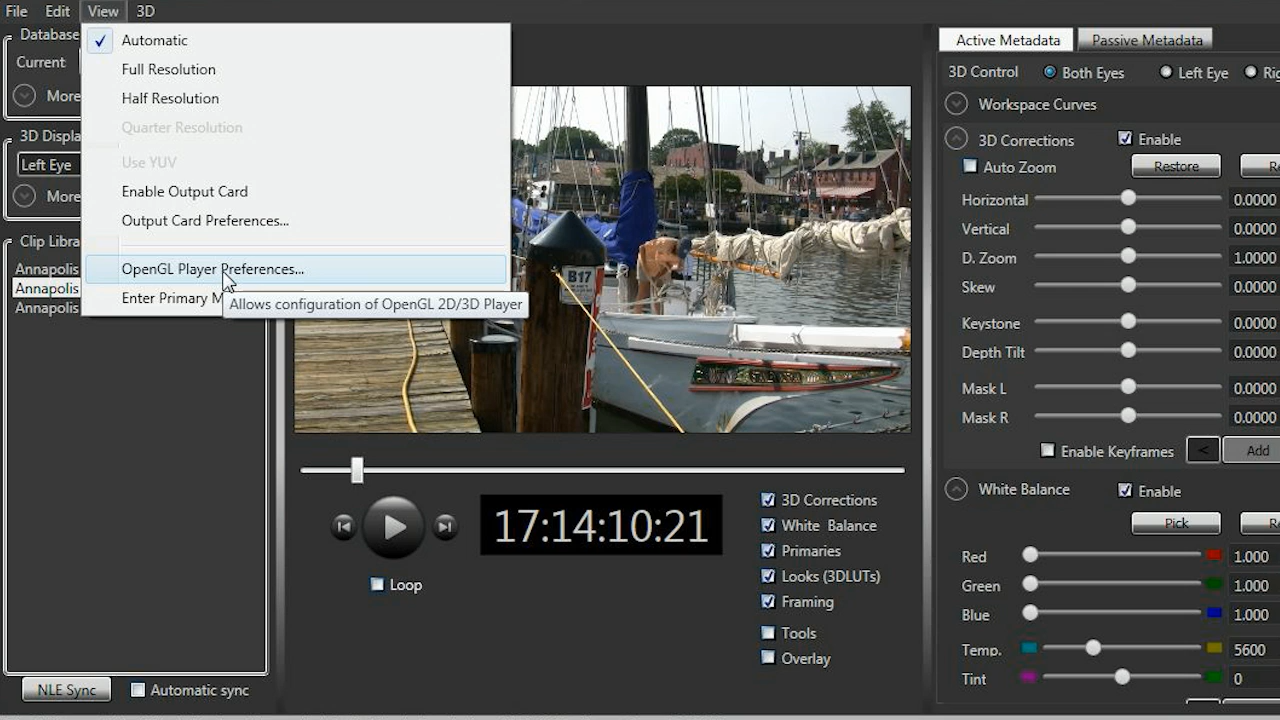 File Edit View 3D
Database
Current
More
3D Displa
Left Eye
More
Clip Libra
Annapolis
Annapolis
Annapolis
Automatic
Full Resolution
Half Resolution
Quarter Resolution
Use YUV
Enable Output Card
Output Card Preferences...
OpenGL Player Preferences...
Enter Primary M
Allows configuration of OpenGL 2D/3D Player
B17
17:14:10:21
Loop
3D Corrections
White Balance
Primaries
Looks (3DLUTs)
Framing
Tools
Overlay
NLE Sync Automatic sync
Active Metadata Passive Metadata
3D Control Both Eyes Left Eye Rig
Workspace Curves
3D Corrections Enable
Auto Zoom Restore Re
Horizontal 0.0000
Vertical 0.0000
D. Zoom 1.0000
Skew 0.0000
Keystone 0.0000
Depth Tilt 0.0000
Mask L 0.0000
Mask R 0.0000
Enable Keyframes < Add
White Balance Enable
Pick Re
Red 1.000
Green 1.000
Blue 1.000
Temp. 5600
Tint 0